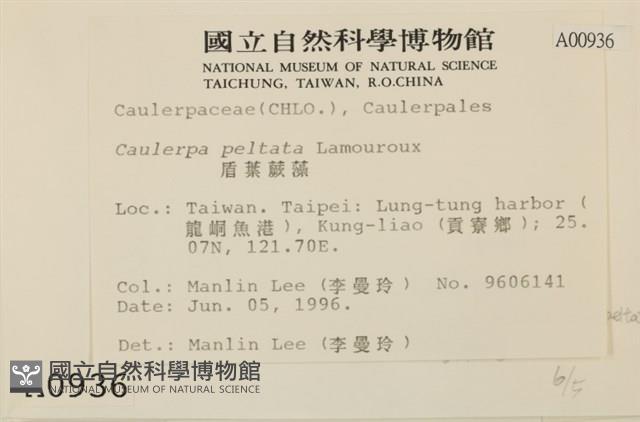 國立自然科學博物館
NATIONAL MUSEUM OF NATURAL SCIENCE
TAICHUNG, TAIWAN, R.O.CHINA
A00936
Caulerpaceae(CHLO.), Caulerpales
Caulerpa peltata Lamouroux
盾葉蕨藻
Loc.: Taiwan. Taipei: Lung-tung harbor (
龍峒魚港), Kung-liao (貢寮鄉); 25.
07N, 121.70E.
Col.: Manlin Lee (李曼玲) No. 9606141
Date: Jun. 05, 1996.
Det.: Manlin Lee (李曼玲)
6/5
國立自然科學博物館
NATIONAL MUSEUM OF NATURAL SCIENCE
A00936